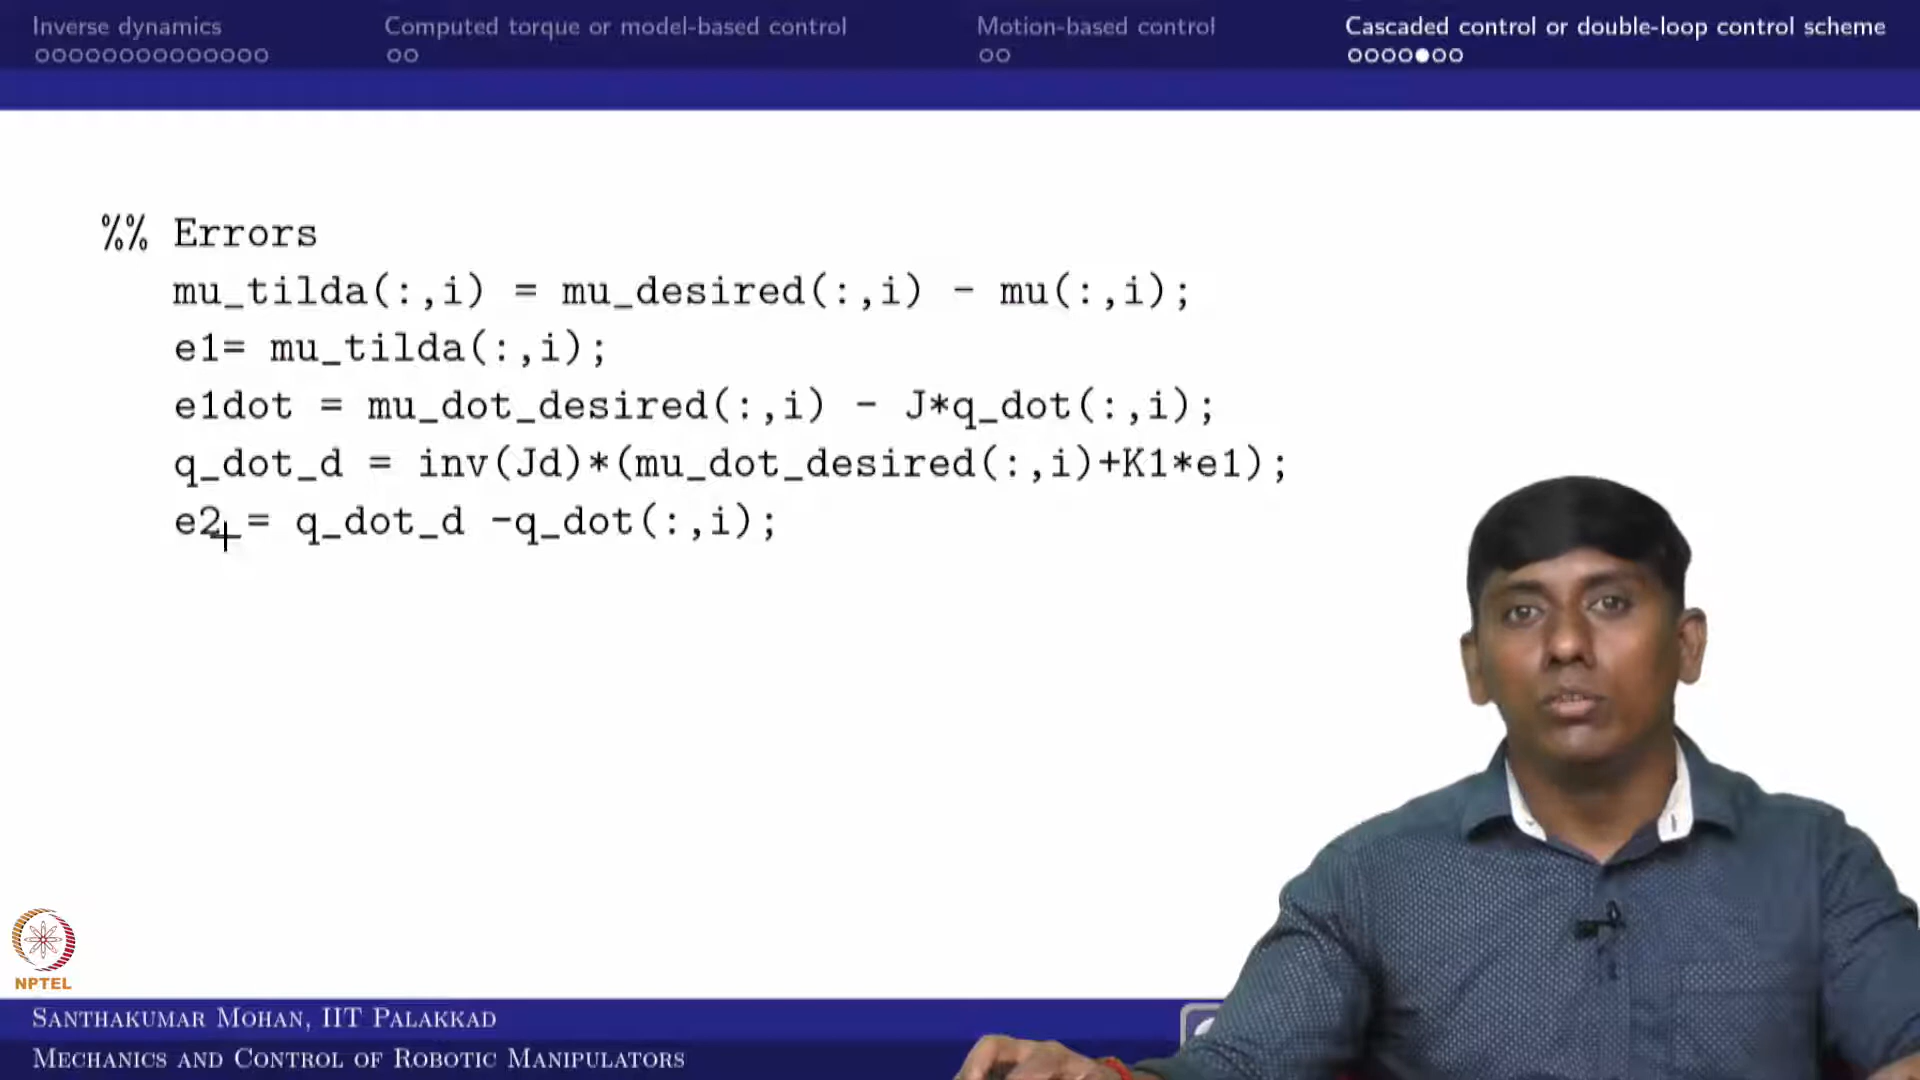 Inverse dynamics
Computed torque or model-based control
Motion-based control
Cascaded control or double-loop control scheme
%% Errors
mu_tilda(:,i) = mu_desired(:,i) - mu(:,i);
e1= mu_tilda(:,i);
e1dot = mu_dot_desired(:,i) - J*q_dot(:,i);
q_dot_d = inv(Jd)*(mu_dot_desired(:,i)+K1*e1);
e2 = q_dot_d -q_dot(:,i);
NPTEL
SANTHAKUMAR MOHAN, IIT PALAKKAD
MECHANICS AND CONTROL OF ROBOTIC MANIPULATORS